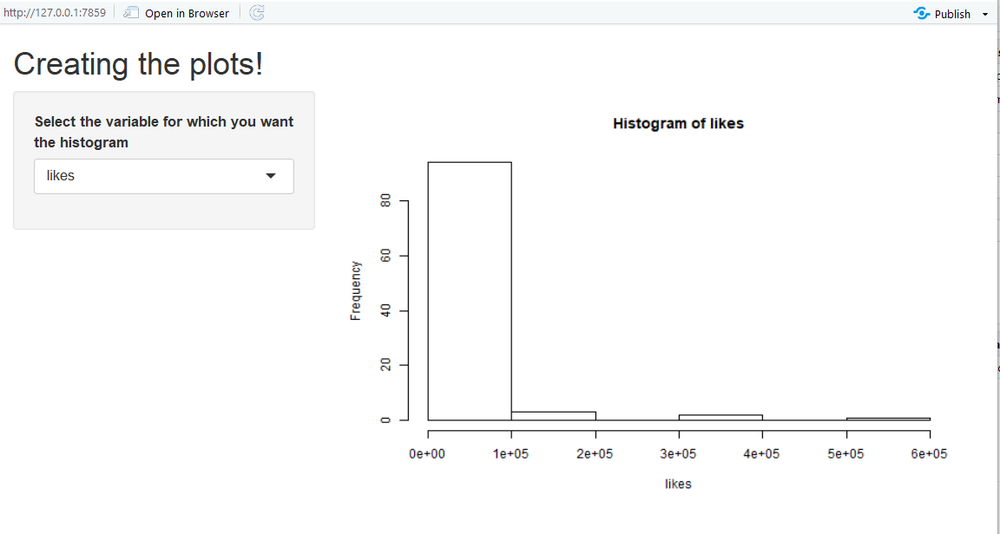 http://127.0.0.1:7859 Open in Browser Publish
Creating the plots!
Select the variable for which you want
the histogram
likes
Histogram of likes
Frequency
80
60
40
20
0
0e+00 1e+05 2e+05 3e+05 4e+05 5e+05 6e+05
likes